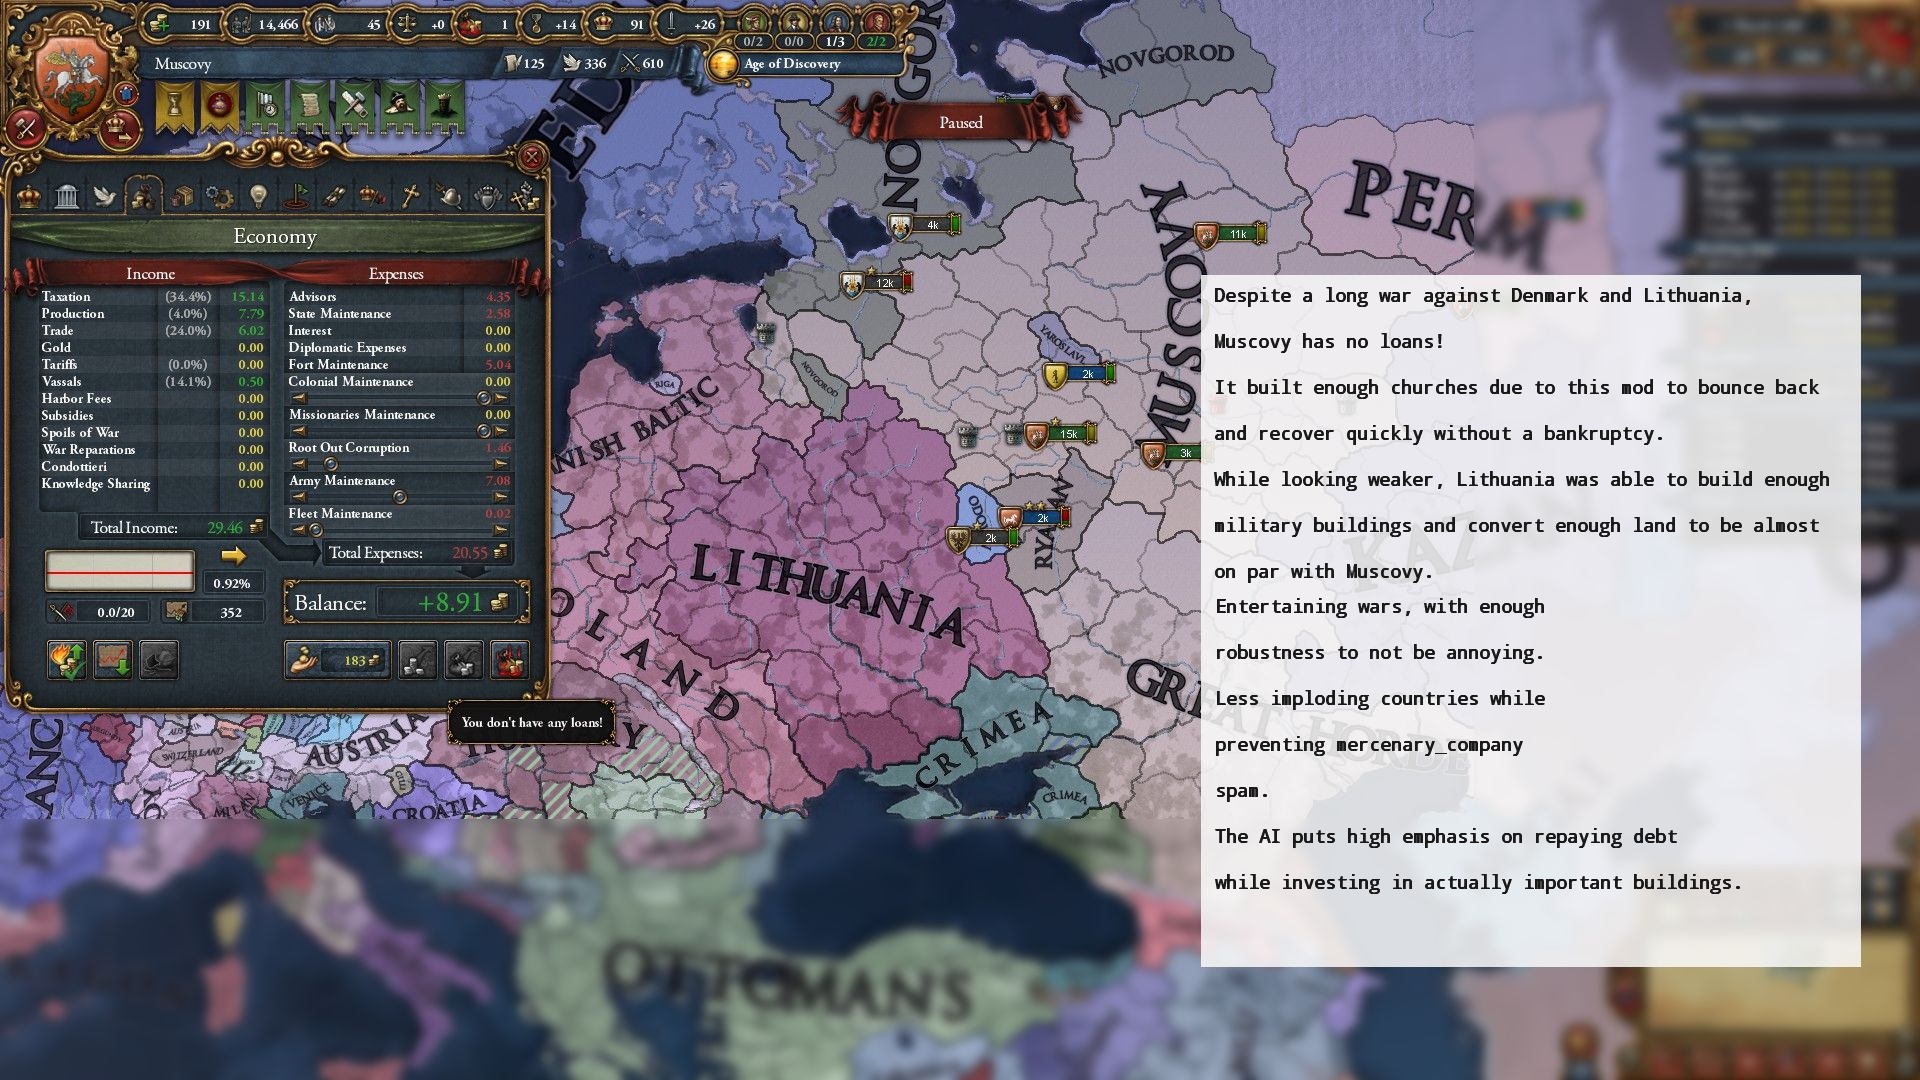 191 14,466 45 +0 1 +14 91 +26
0/2 0/0 1/3 2/2
Muscovy 125 336 610 Age of Discovery
Paused
Economy
Income Expenses
Taxation (34.4%) 15.14
Production (4.0%) 7.79
Trade (24.0%) 6.02
Gold 0.00
Tariffs (0.0%) 0.00
Vassals (14.1%) 0.50
Harbor Fees 0.00
Subsidies 0.00
Spoils of War 0.00
War Reparations 0.00
Condottieri 0.00
Knowledge Sharing 0.00
Total Income: 29.46
Advisors 4.35
State Maintenance 2.58
Interest 0.00
Diplomatic Expenses 0.00
Fort Maintenance 5.04
Colonial Maintenance 0.00
Missionaries Maintenance 0.00
Root Out Corruption 1.46
Army Maintenance 7.08
Fleet Maintenance 0.02
Total Expenses: 20.55
0.92%
0.0/20 352
Balance: +8.91
183
You don't have any loans!
NOVGOROD
PERM
MUSCOVY
4k
11k
12k
YAROSLAVL
2k
NOVGOROD
RIGA
15k
3k
2k
2k
RYAZAN
LITHUANIA
POLAND
CRIMEA
CRIMEA
GREAT HORDE
KAZAN
AUSTRIA
SWITZERLAND
MILAN
VENICE
CROATIA
OTTOMANS
Despite a long war against Denmark and Lithuania,
Muscovy has no loans!
It built enough churches due to this mod to bounce back
and recover quickly without a bankruptcy.
While looking weaker, Lithuania was able to build enough
military buildings and convert enough land to be almost
on par with Muscovy.
Entertaining wars, with enough
robustness to not be annoying.
Less imploding countries while
preventing mercenary_company
spam.
The AI puts high emphasis on repaying debt
while investing in actually important buildings.